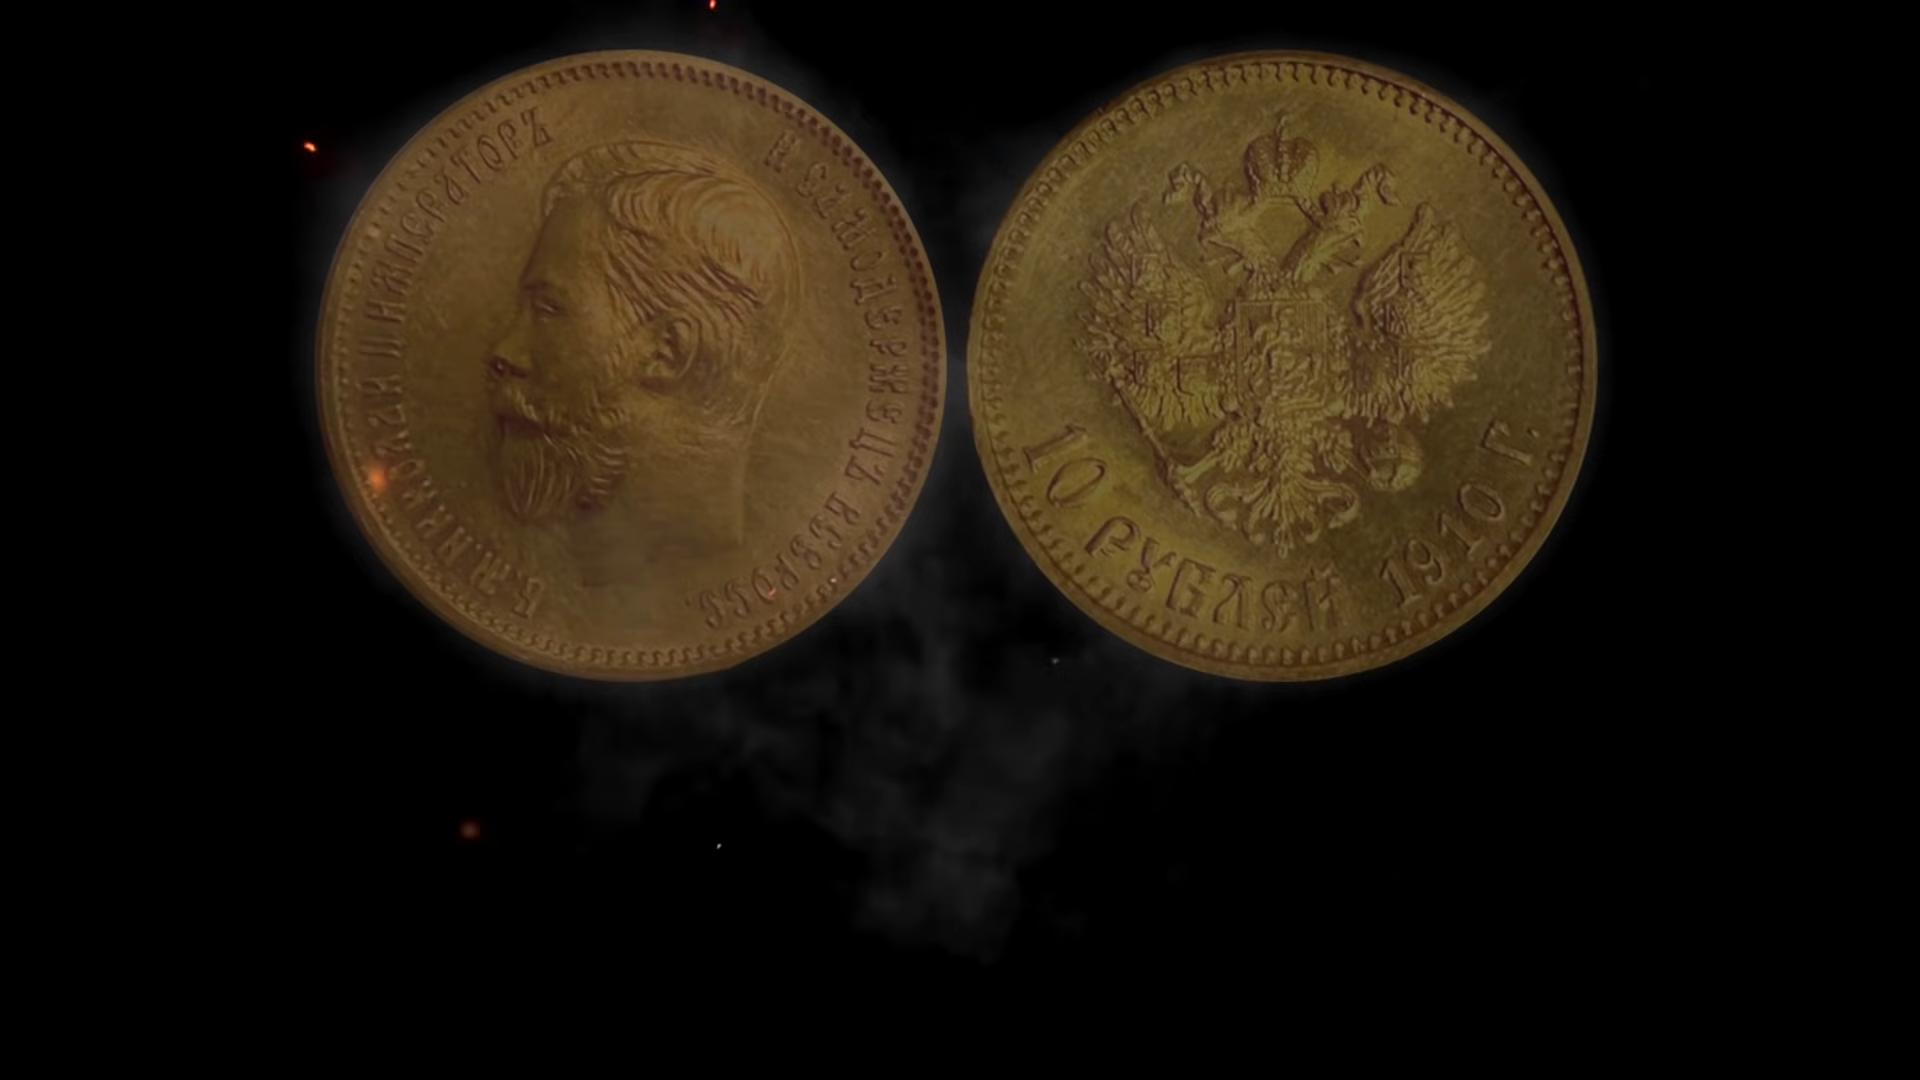 Б. М. НИКОЛАЙ II ИМПЕРАТОРЪ
И САМОДЕРЖЕЦЪ ВСЕРОСС.
10 РУБЛЕЙ 1910 Г.